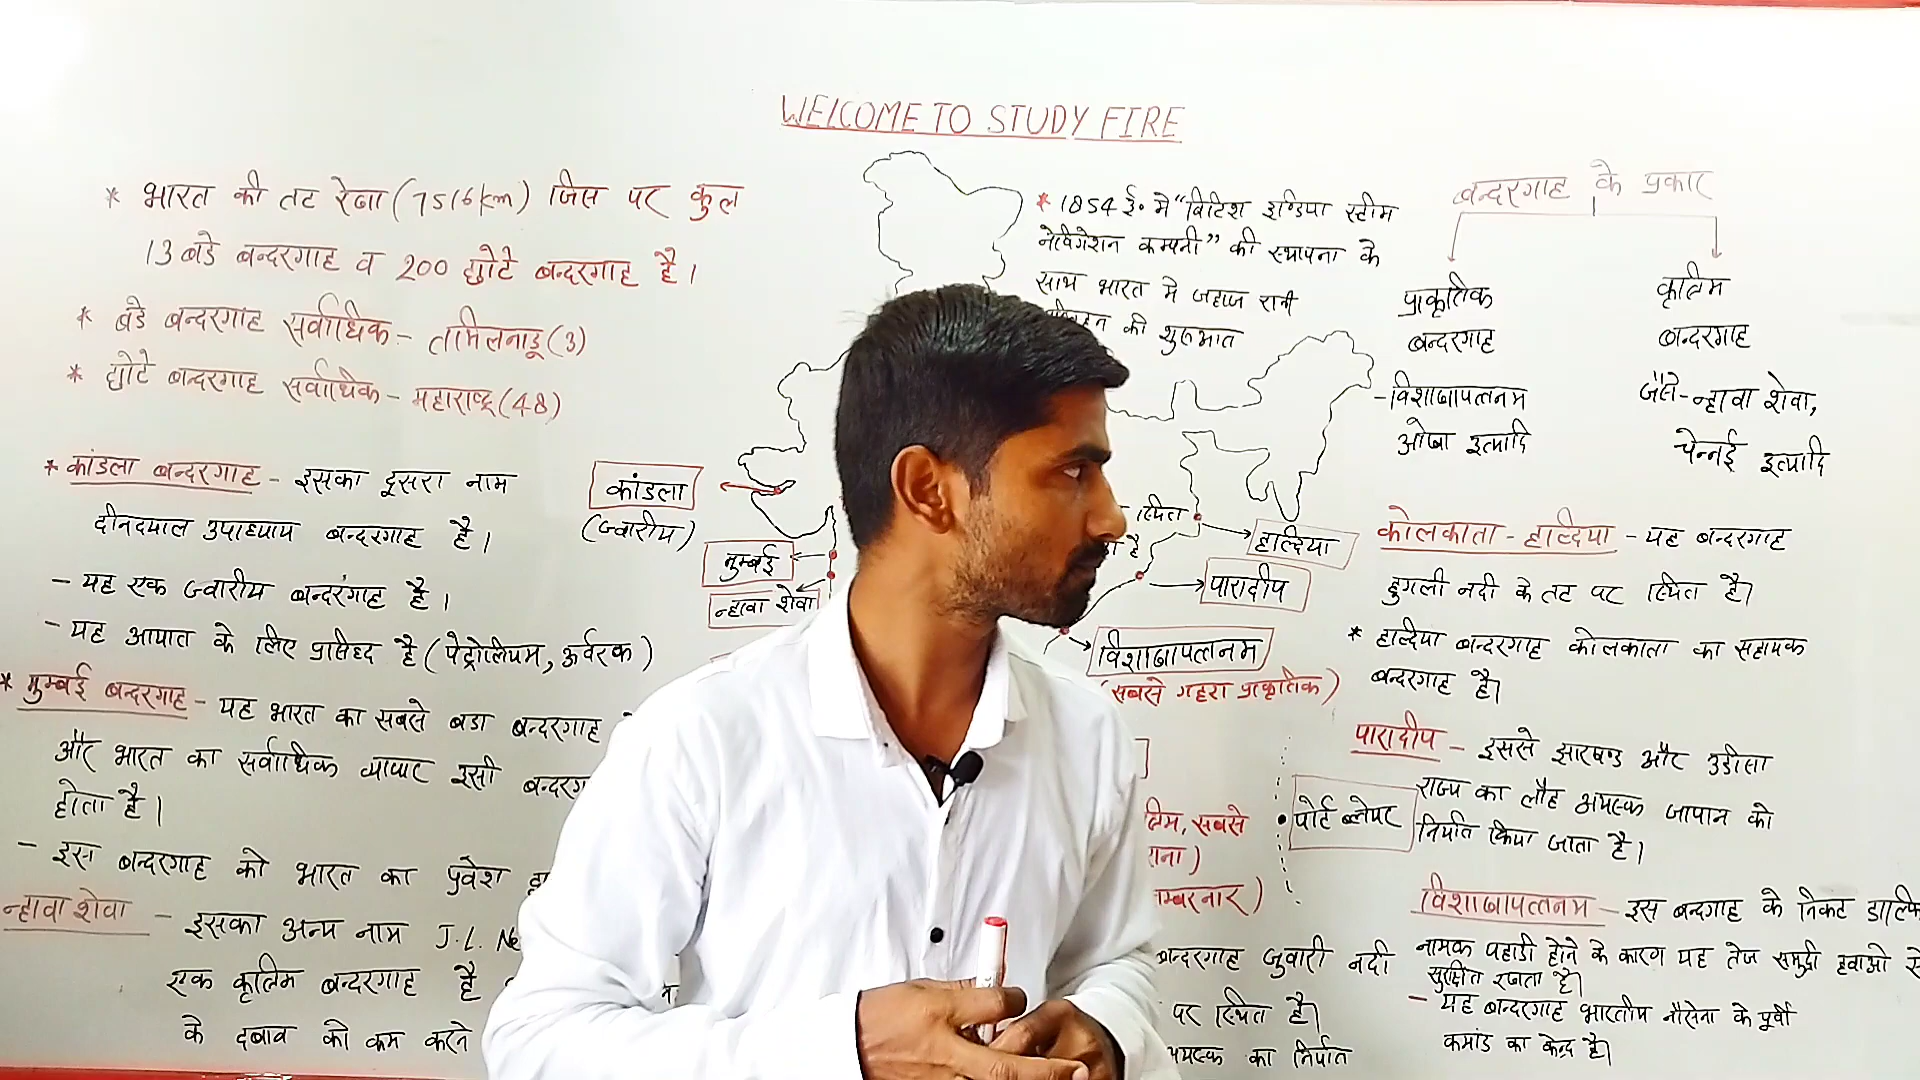 WELCOME TO STUDY FIRE
* भारत की तट रेखा (7516 km) जिस पर कुल
13 बडे बन्दरगाह व 200 छोटे बन्दरगाह है।
* बडे बन्दरगाह सर्वाधिक - तामिलनाडू (3)
* छोटे बन्दरगाह सर्वाधिक - महाराष्ट्र (48)
* कांडला बन्दरगाह - इसका दूसरा नाम
दीनदयाल उपाध्याय बन्दरगाह है।
- यह एक ज्वारीय बन्दरगाह है।
- यह आयात के लिए प्रसिध्द है (पेट्रोलियम, ऊर्वरक)
* मुम्बई बन्दरगाह - यह भारत का सबसे बडा बन्दरगाह
और भारत का सर्वाधिक व्यापार इसी
होता है।
- इस बन्दरगाह को भारत का प्रवेश
न्हावा शेवा - इसका अन्य नाम J.L.
एक कृत्रिम बन्दरगाह है
के दबाव को कम करने
* 1854 ई॰ मे "ब्रिटिश इण्डिया स्टीम
नेविगेशन कम्पनी" की स्थापना के
साथ भारत मे जहाज रानी
की शुरूआत
कांडला
(ज्वारीय)
मुम्बई
न्हावा शेवा
स्थित
है
हाल्दिया
पारादीप
विशाखापत्तनम
(सबसे गहरा प्राकृतिक)
सबसे
पोर्ट ब्लेयर
बन्दरगाह जुवारी नदी
पर स्थित है।
का निर्यात
बन्दरगाह के प्रकार
प्राकृतिक
बन्दरगाह
- विशाखापत्तनम
ओखा इत्यादि
कृत्रिम
बन्दरगाह
जैसे - न्हावा शेवा,
चेन्नई इत्यादि
कोलकाता - हाल्दिया - यह बन्दरगाह
हुगली नदी के तट पर स्थित है।
* हाल्दिया बन्दरगाह कोलकाता का सहायक
बन्दरगाह है।
पारादीप - इससे झारखण्ड और उडीसा
राज्य का लौह अयस्क जापान को
निर्यात किया जाता है।
विशाखापत्तनम - इस बन्दगाह के निकट
नामक पहाडी होने के कारण यह तेज समुद्री हवाओ
सुरक्षित रहता है।
- यह बन्दरगाह भारतीय नौसेना के पूर्वी
कमांड का केन्द्र है।